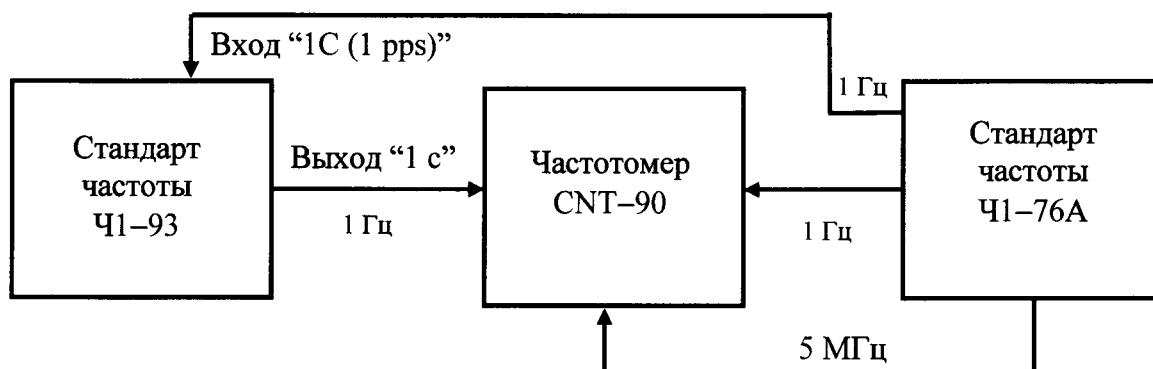 Вход “1С (1 pps)”
1 Гц
Стандарт
частоты
Ч1–93
Выход “1 с”
1 Гц
Частотомер
CNT–90
1 Гц
Стандарт
частоты
Ч1–76А
5 МГц